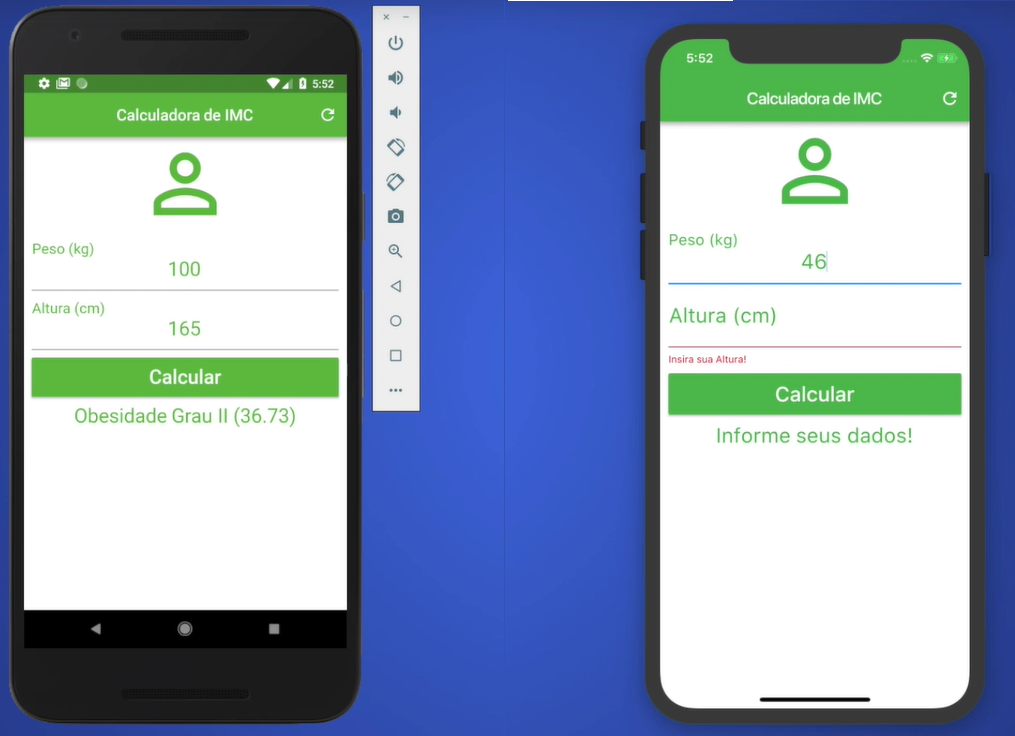 5:52
Calculadora de IMC
Peso (kg)
100
Altura (cm)
165
Calcular
Obesidade Grau II (36.73)
5:52
Calculadora de IMC
Peso (kg)
46
Altura (cm)
Insira sua Altura!
Calcular
Informe seus dados!